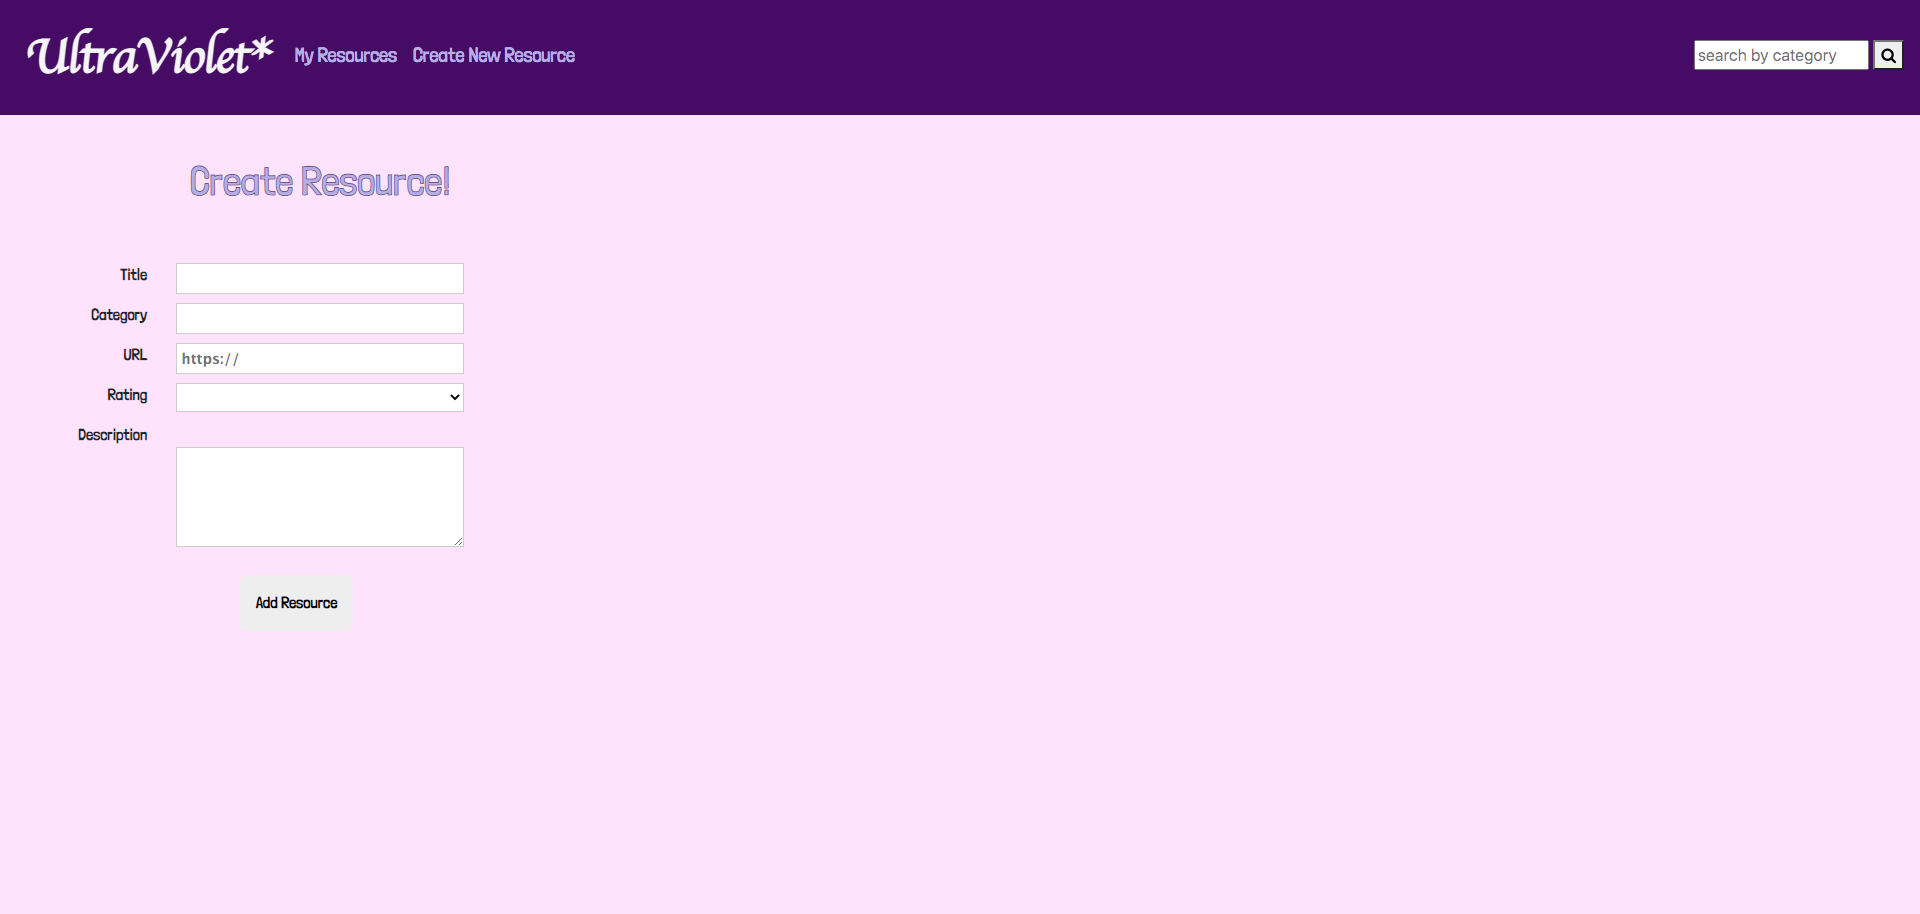 UltraViolet*
My Resources Create New Resource
search by category
Create Resource!
Title
Category
URL
https://
Rating
Description
Add Resource